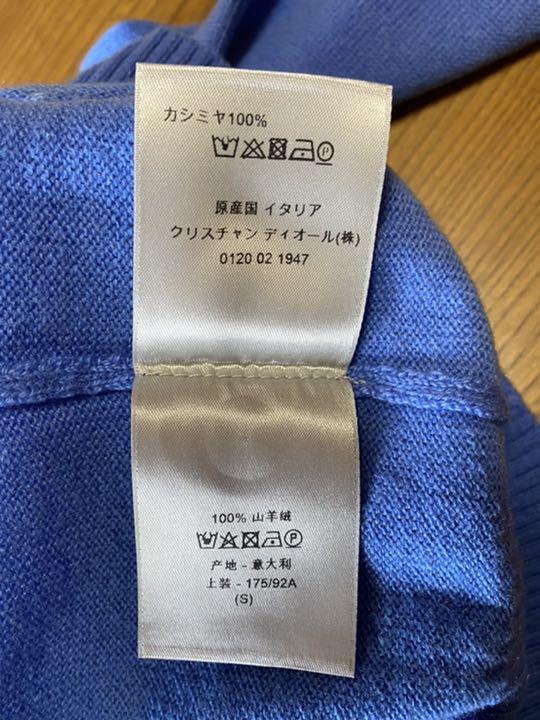 カシミヤ100%
P
原産国 イタリア
クリスチャン ディオール(株)
0120 02 1947
100% 山羊绒
P
产地 - 意大利
上装 - 175/92A
(S)